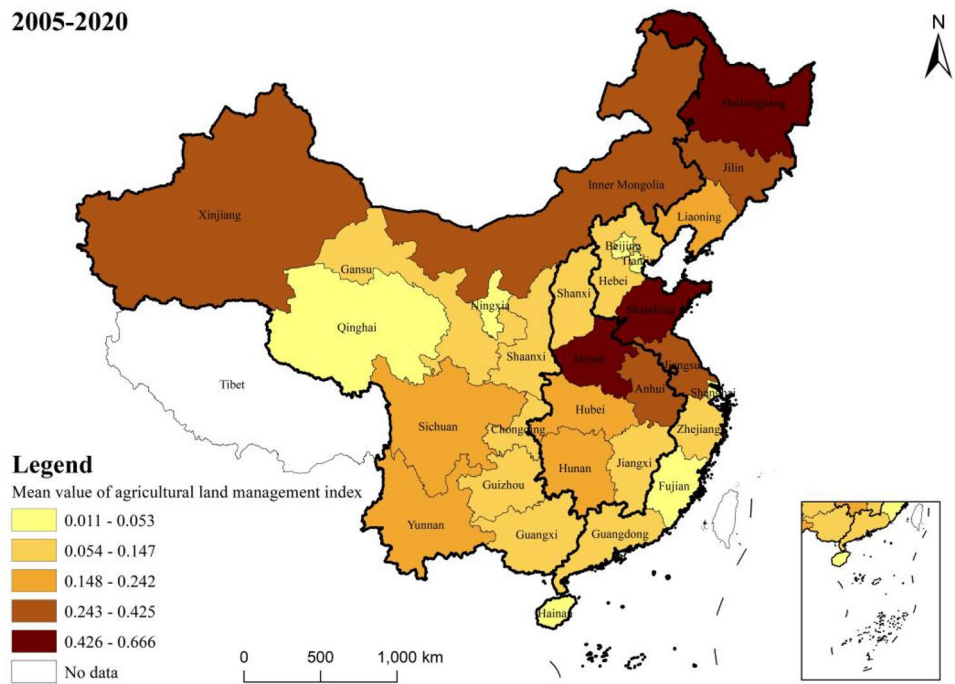 2005-2020
N
Heilongjiang
Jilin
Inner Mongolia
Liaoning
Xinjiang
Beijing
Tianjin
Gansu
Hebei
Shanxi
Ningxia
Shandong
Qinghai
Shaanxi
Henan
Jiangsu
Tibet
Anhui
Shanghai
Hubei
Sichuan
Chongqing
Zhejiang
Hunan
Jiangxi
Guizhou
Fujian
Yunnan
Guangxi
Guangdong
Hainan
Legend
Mean value of agricultural land management index
0.011 - 0.053
0.054 - 0.147
0.148 - 0.242
0.243 - 0.425
0.426 - 0.666
No data
0 500 1,000 km